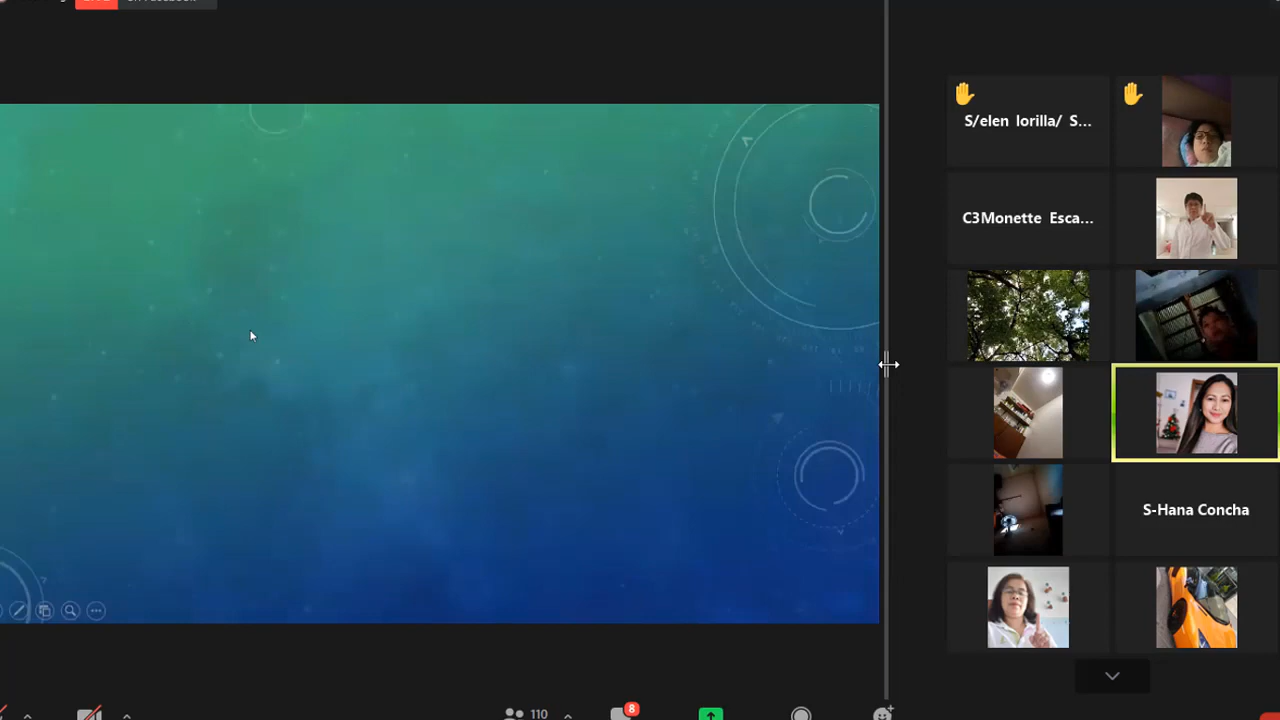 S/elen lorilla/ S...
C3Monette Esca...
S-Hana Concha
110
8